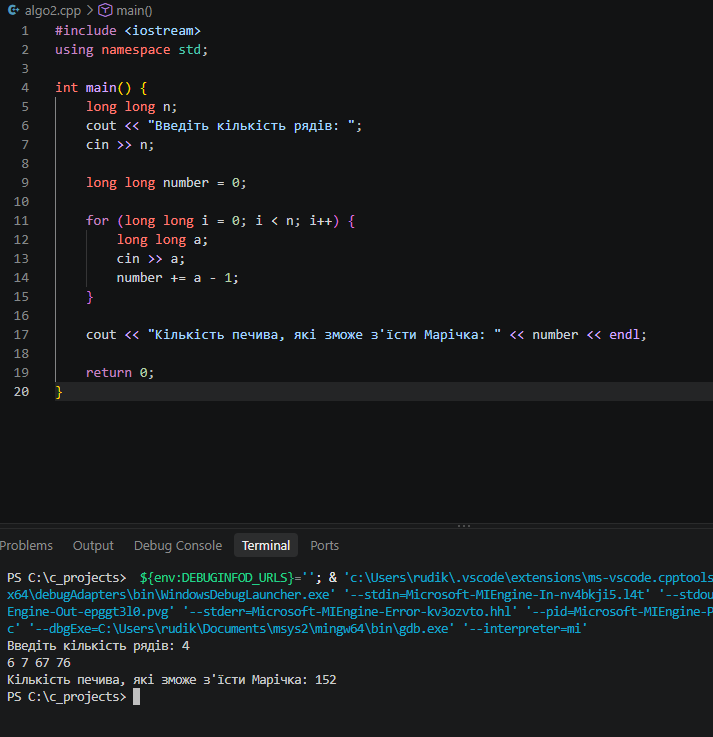 algo2.cpp > main()
1 #include <iostream>
2 using namespace std;
3
4 int main() {
5 long long n;
6 cout << "Введіть кількість рядів: ";
7 cin >> n;
8
9 long long number = 0;
10
11 for (long long i = 0; i < n; i++) {
12 long long a;
13 cin >> a;
14 number += a - 1;
15 }
16
17 cout << "Кількість печива, які зможе з'їсти Марічка: " << number << endl;
18
19 return 0;
20 }
Problems Output Debug Console Terminal Ports
PS C:\c_projects> ${env:DEBUGINFOD_URLS}=''; & 'c:\Users\rudik\.vscode\extensions\ms-vscode.cpptools
x64\debugAdapters\bin\WindowsDebugLauncher.exe' '--stdin=Microsoft-MIEngine-In-nv4bkji5.l4t' '--stdou
Engine-Out-epggt3l0.pvg' '--stderr=Microsoft-MIEngine-Error-kv3ozvto.hhl' '--pid=Microsoft-MIEngine-P
c' '--dbgExe=C:\Users\rudik\Documents\msys2\mingw64\bin\gdb.exe' '--interpreter=mi'
Введіть кількість рядів: 4
6 7 67 76
Кількість печива, які зможе з'їсти Марічка: 152
PS C:\c_projects>